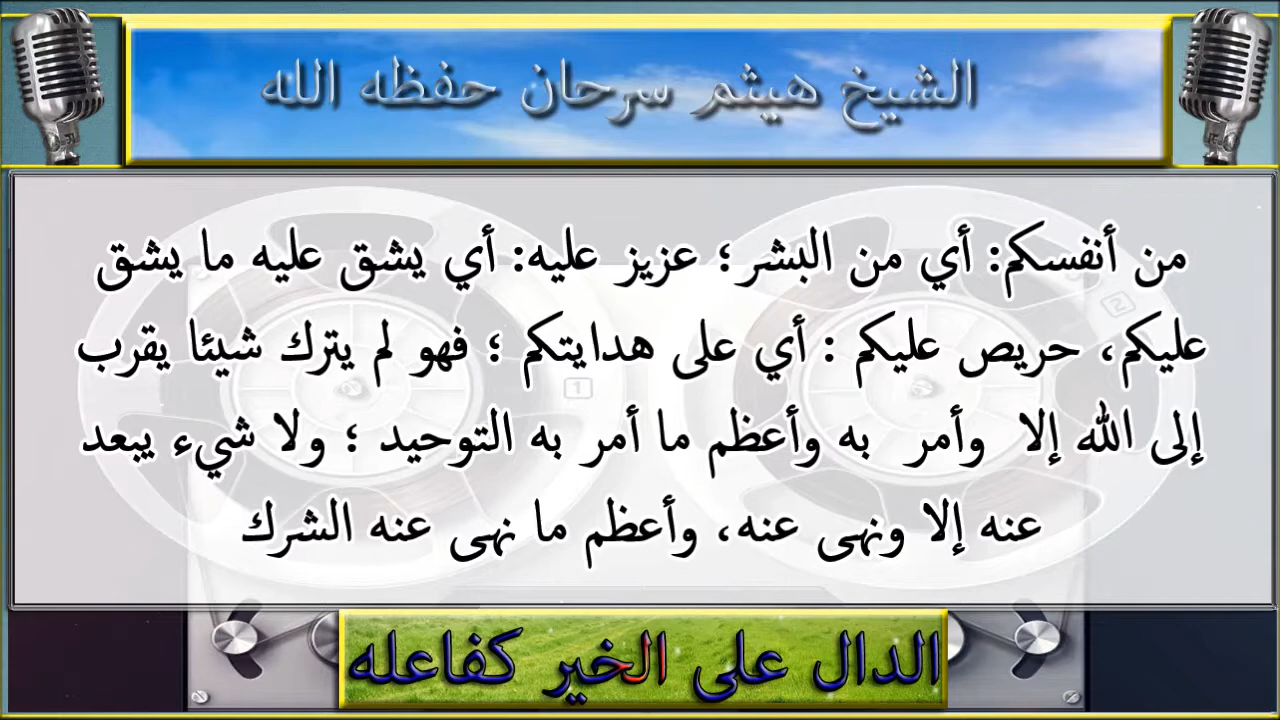 الشيخ هيثم سرحان حفظه الله
من أنفسكم: أي من البشر ؛ عزيز عليه: أي يشق عليه ما يشق
عليكم، حريص عليكم : أي على هدايتكم ؛ فهو لم يترك شيئا يقرب
إلى الله إلا وأمر به وأعظم ما أمر به التوحيد ؛ ولا شيء يبعد
عنه إلا ونهى عنه، وأعظم ما نهى عنه الشرك
الدال على الخير كفاعله
1
2